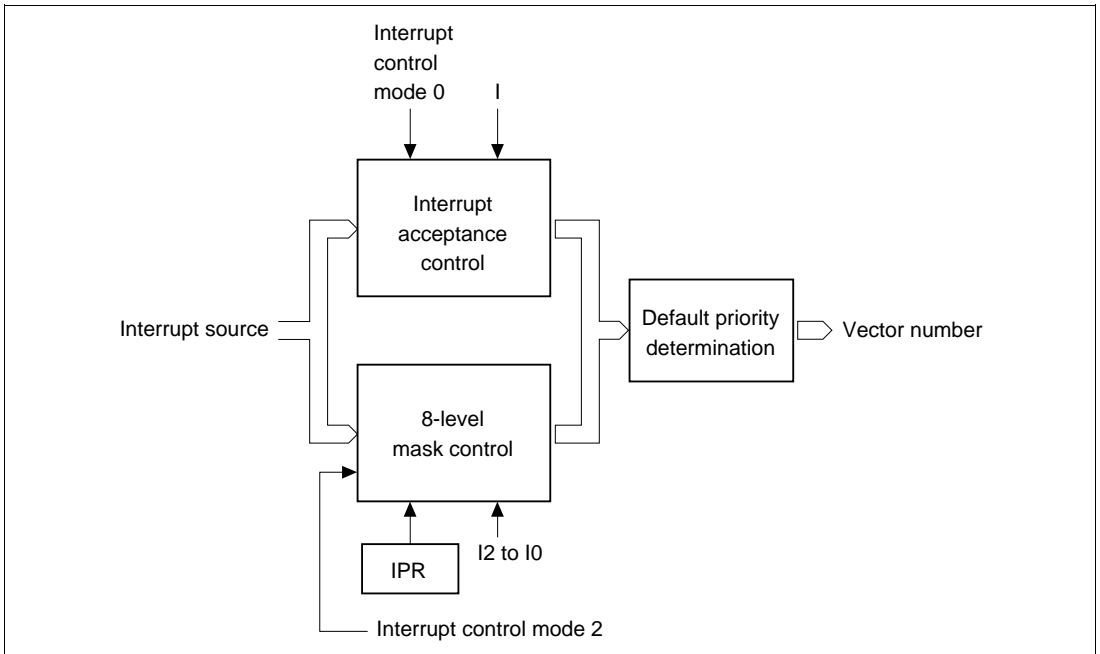 Interrupt
control
mode 0
I
Interrupt
acceptance
control
Interrupt source
Default priority
determination
Vector number
8-level
mask control
I2 to I0
IPR
Interrupt control mode 2